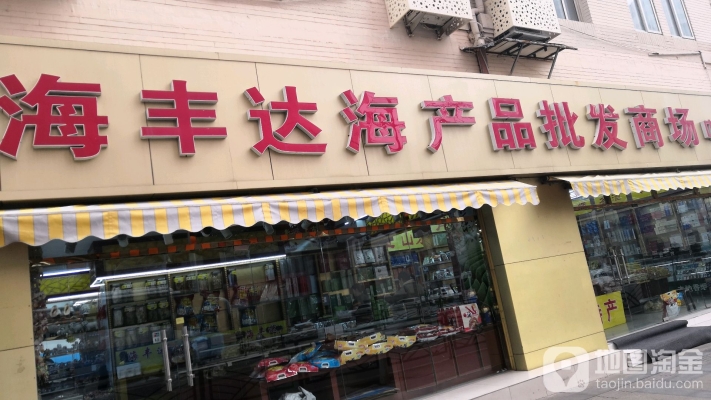 海丰达海产品批发商场
产
地图淘金
taojin.baidu.com